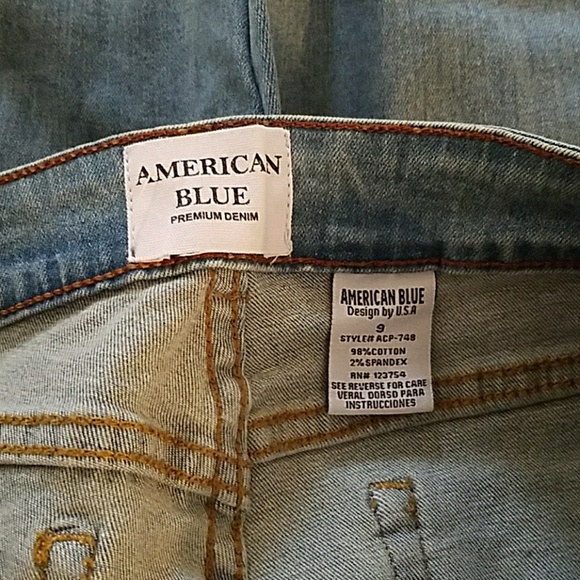 AMERICAN
BLUE
PREMIUM DENIM
AMERICAN BLUE
Design by U.S.A
9
STYLE# ACP-748
98%COTTON
2%SPANDEX
RN# 123754
SEE REVERSE FOR CARE
VERAL DORSO PARA
INSTRUCCIONES